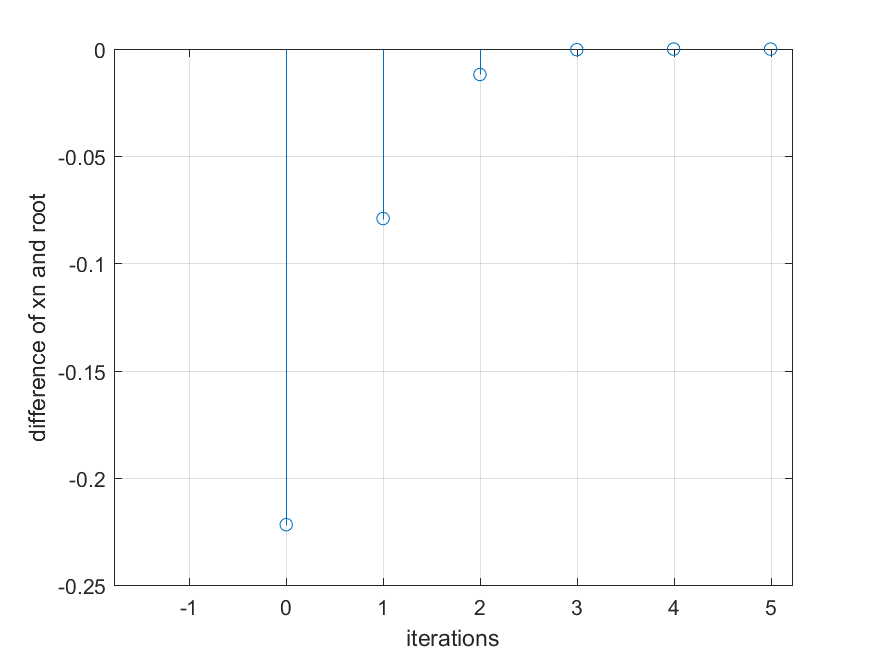 0
-0.05
-0.1
-0.15
-0.2
-0.25
difference of xn and root
-1 0 1 2 3 4 5
iterations